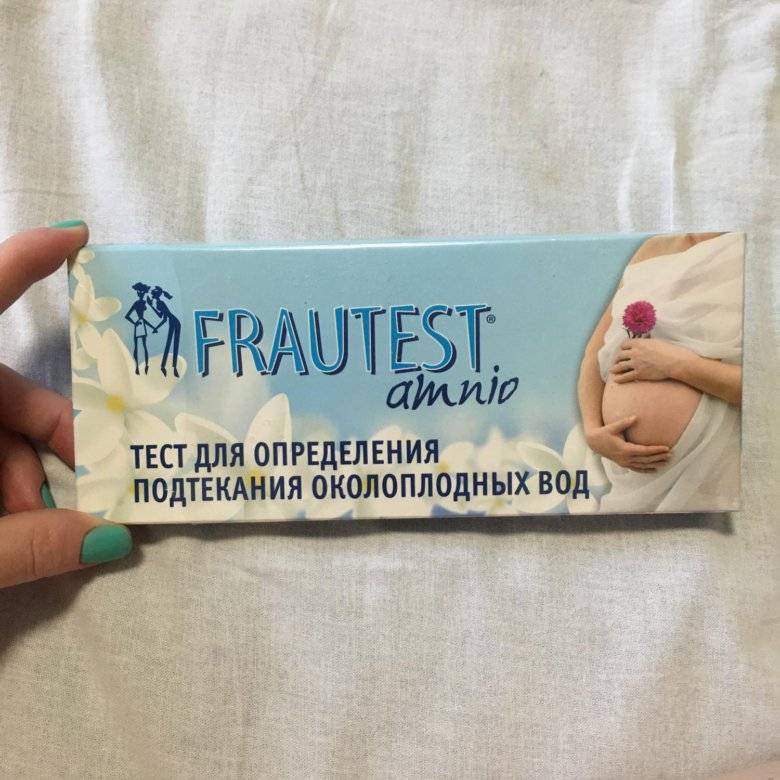 FRAUTEST®
amnio
ТЕСТ ДЛЯ ОПРЕДЕЛЕНИЯ
ПОДТЕКАНИЯ ОКОЛОПЛОДНЫХ ВОД